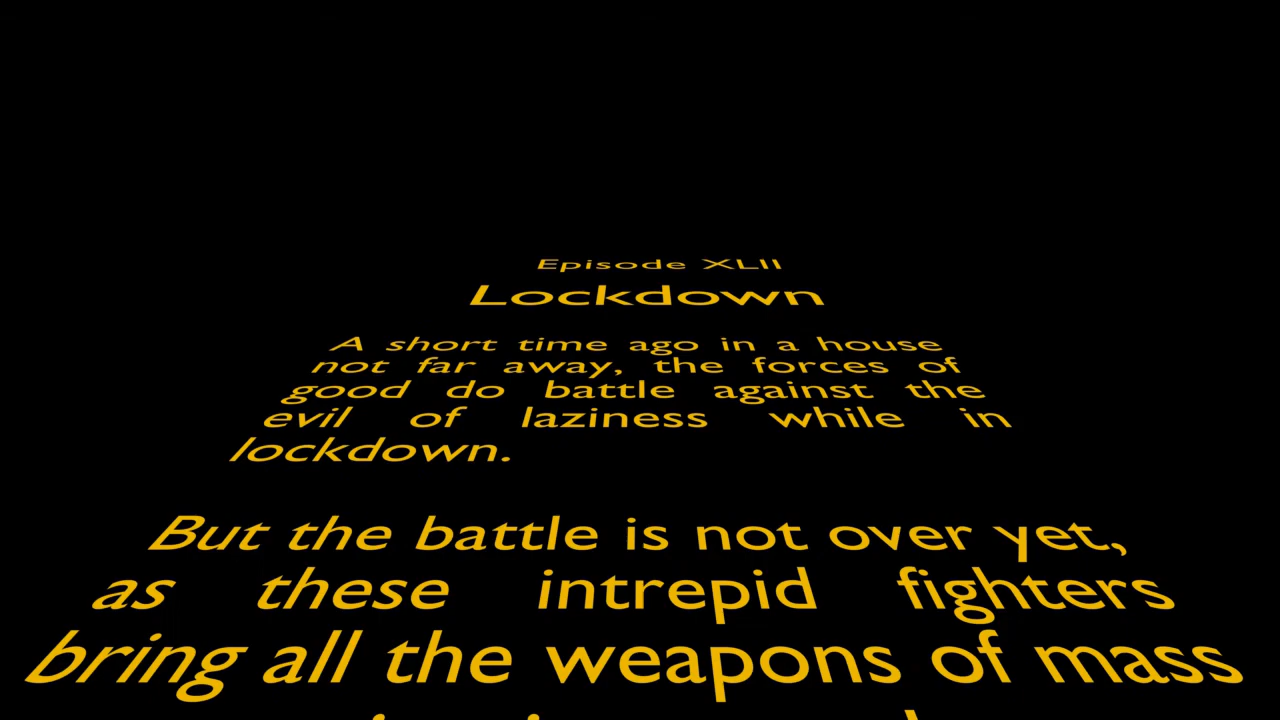 Episode XLII
Lockdown
A short time ago in a house
not far away, the forces of
good do battle against the
evil of laziness while in
lockdown.
But the battle is not over yet,
as these intrepid fighters
bring all the weapons of mass